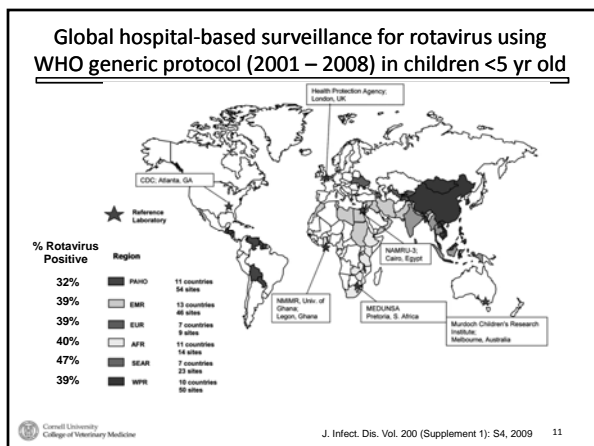 Global hospital-based surveillance for rotavirus using
WHO generic protocol (2001 – 2008) in children <5 yr old
Health Protection Agency;
London, UK
CDC; Atlanta, GA
Reference
Laboratory
NAMRU-3;
Cairo, Egypt
NMIMR, Univ. of
Ghana;
Legon, Ghana
MEDUNSA
Pretoria, S. Africa
Murdoch Children's Research
Institute;
Melbourne, Australia
% Rotavirus
Positive
Region
32% PAHO 11 countries
54 sites
39% EMR 13 countries
46 sites
39% EUR 7 countries
9 sites
40% AFR 11 countries
14 sites
47% SEAR 7 countries
23 sites
39% WPR 10 countries
50 sites
Cornell University
College of Veterinary Medicine
J. Infect. Dis. Vol. 200 (Supplement 1): S4, 2009 11